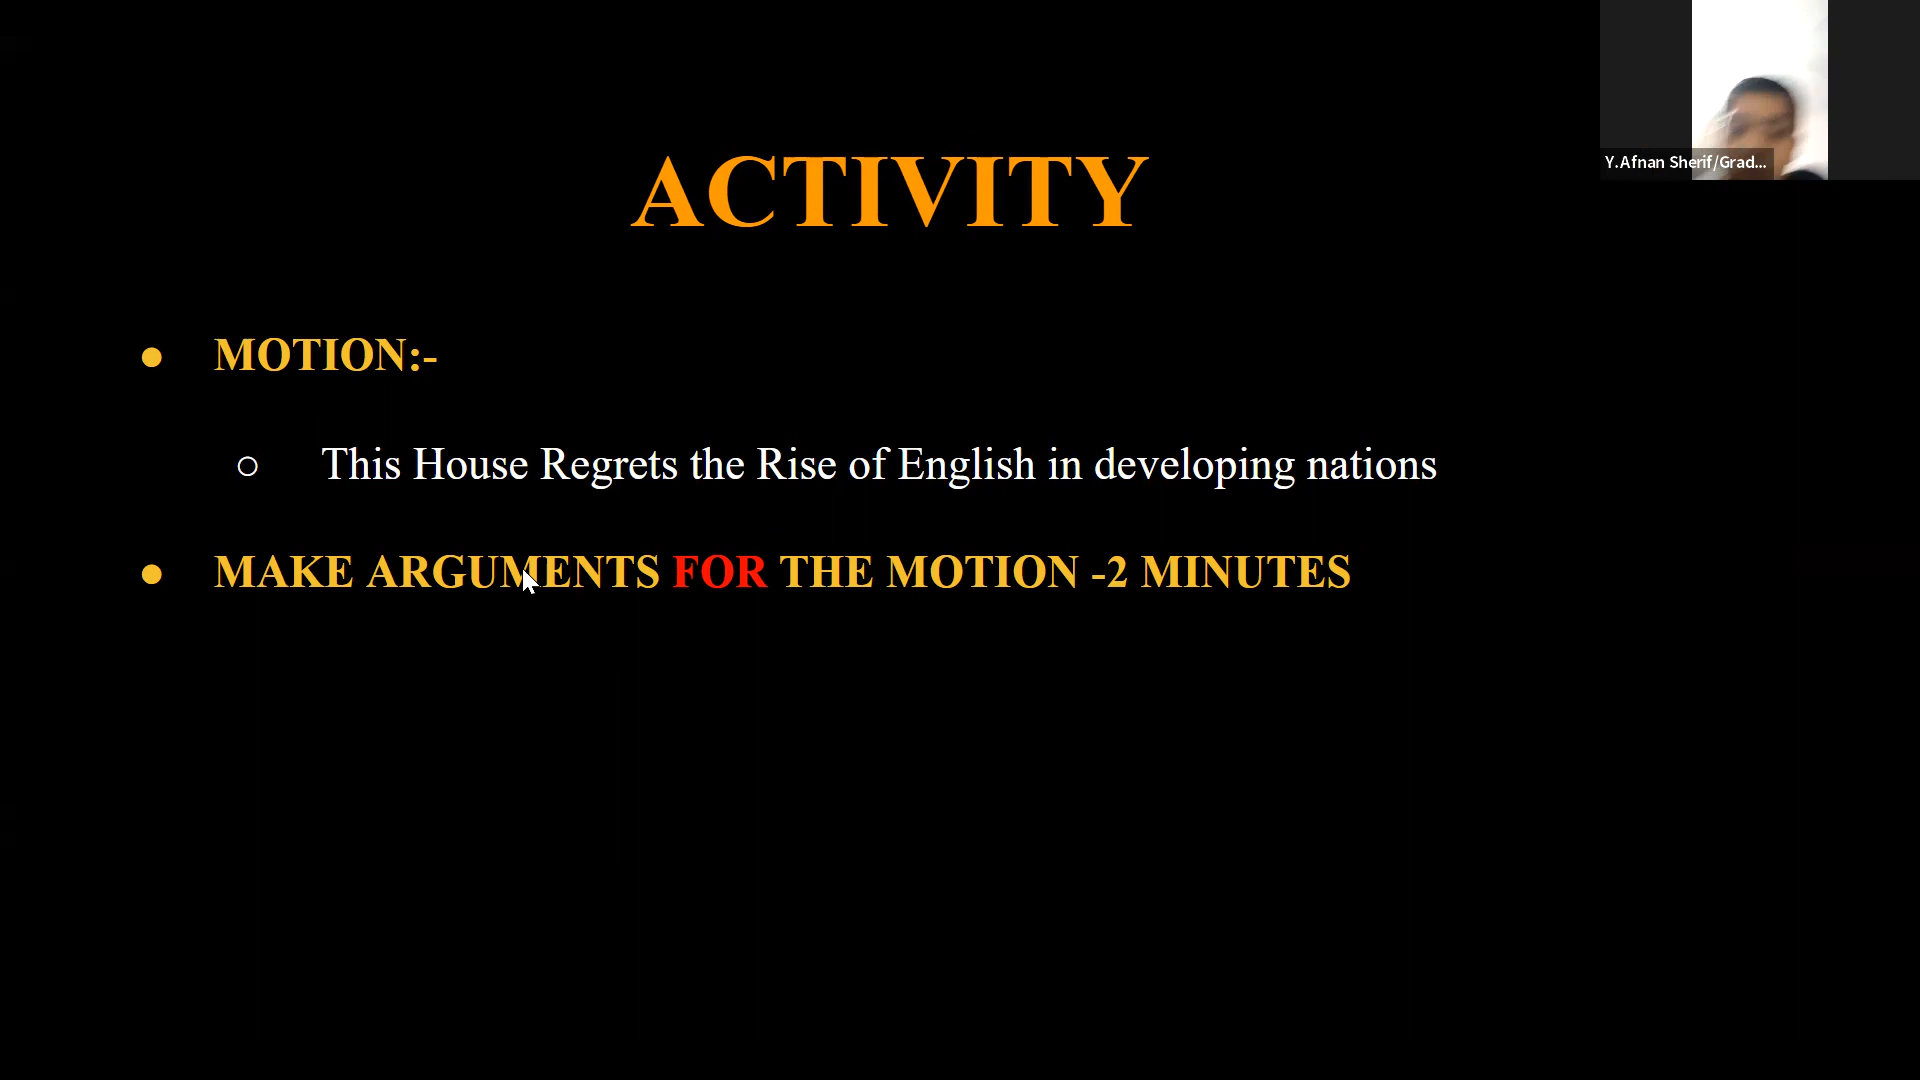 Y.Afnan Sherif/Grad...
ACTIVITY
● MOTION:-
○ This House Regrets the Rise of English in developing nations
● MAKE ARGUMENTS FOR THE MOTION -2 MINUTES